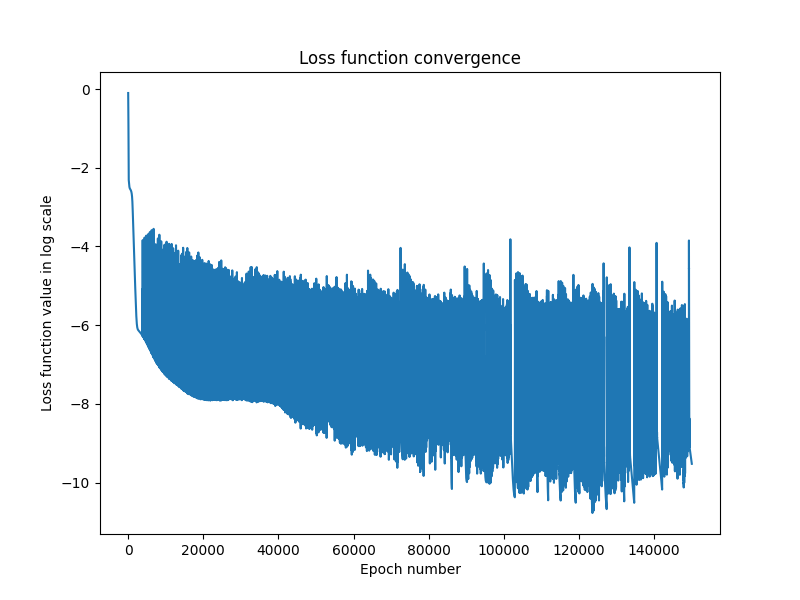 Loss function convergence
Loss function value in log scale
0
−2
−4
−6
−8
−10
0 20000 40000 60000 80000 100000 120000 140000
Epoch number